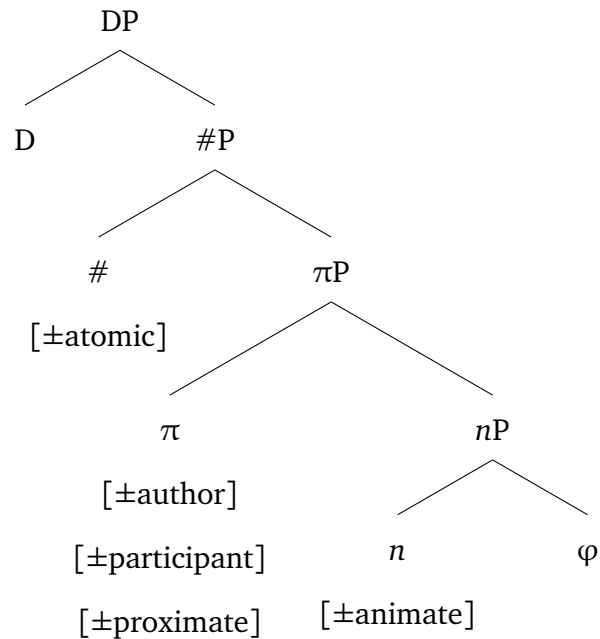 DP
D #P
# πP
[±atomic]
π nP
[±author]
[±participant] n φ
[±proximate] [±animate]